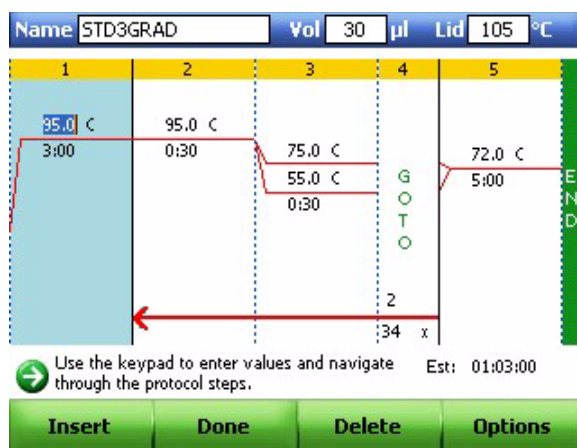 Name STD3GRAD Vol 30 µl Lid 105 °C
1 2 3 4 5
95.0 C 95.0 C
3:00 0:30
75.0 C 72.0 C
55.0 C 5:00
0:30
GOTO
END
2
34 x
Use the keypad to enter values and navigate Est: 01:03:00
through the protocol steps.
Insert Done Delete Options